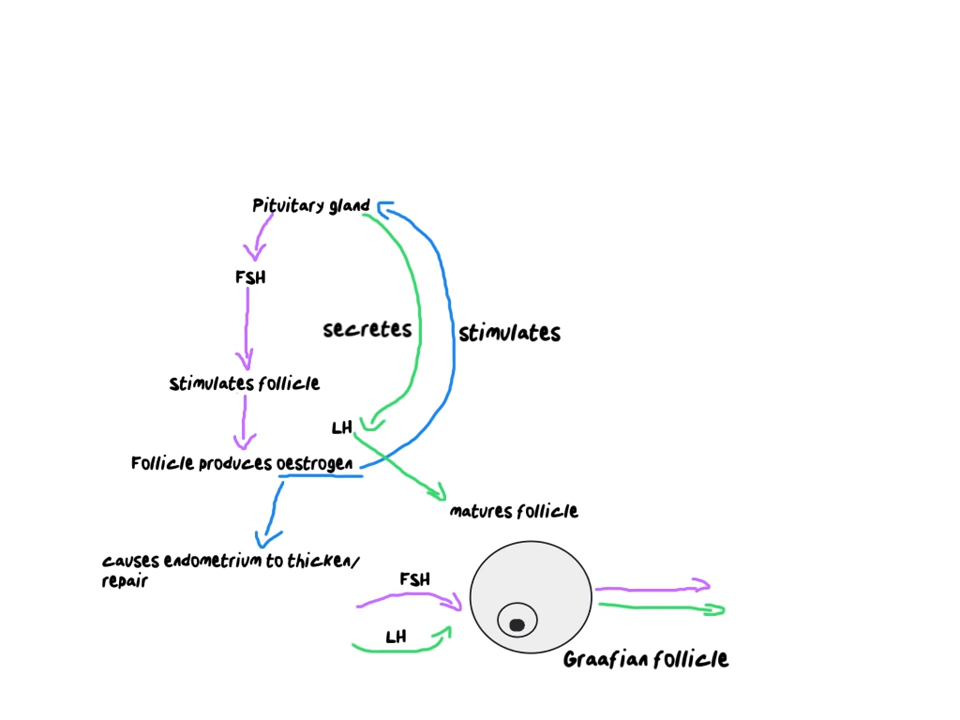 Pituitary gland
FSH
secretes
stimulates
Stimulates follicle
LH
Follicle produces oestrogen
matures follicle
causes endometrium to thicken/
repair
FSH
LH
Graafian follicle